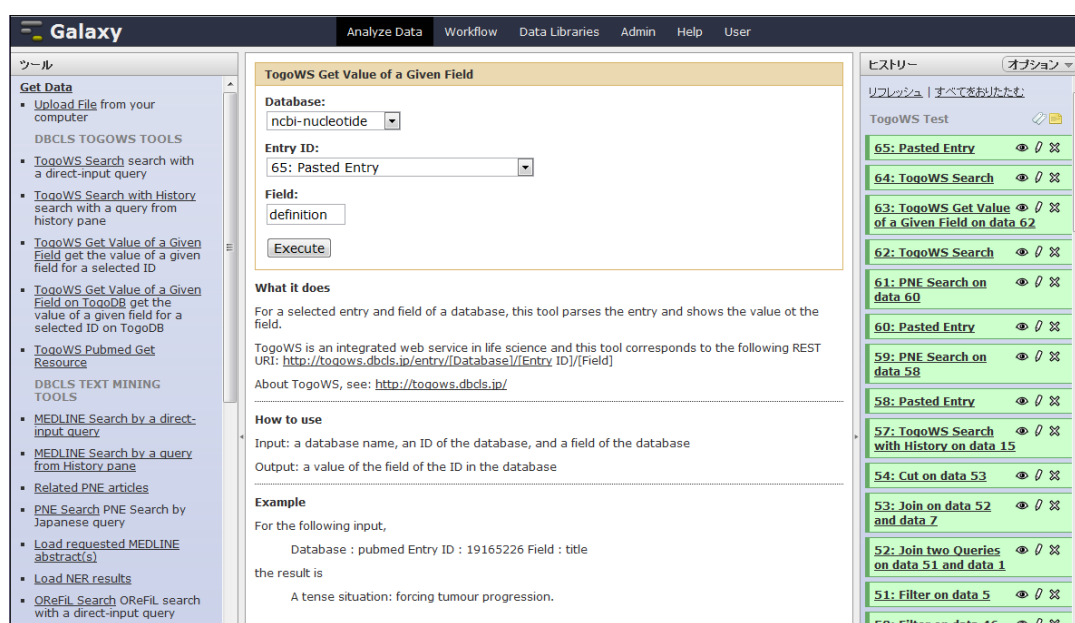 Galaxy
Analyze Data Workflow Data Libraries Admin Help User
ツール
Get Data
Upload File from your
computer
DBCLS TOGOWS TOOLS
TogoWS Search search with
a direct-input query
TogoWS Search with History
search with a query from
history pane
TogoWS Get Value of a Given
Field get the value of a given
field for a selected ID
TogoWS Get Value of a Given
Field on TogoDB get the
value of a given field for a
selected ID on TogoDB
TogoWS Pubmed Get
Resource
DBCLS TEXT MINING
TOOLS
MEDLINE Search by a direct-
input query
MEDLINE Search by a query
from History pane
Related PNE articles
PNE Search PNE Search by
Japanese query
Load requested MEDLINE
abstract(s)
Load NER results
OReFiL Search OReFiL search
with a direct-input query
TogoWS Get Value of a Given Field
Database:
ncbi-nucleotide
Entry ID:
65: Pasted Entry
Field:
definition
Execute
What it does
For a selected entry and field of a database, this tool parses the entry and shows the value ot the
field.
TogoWS is an integrated web service in life science and this tool corresponds to the following REST
URI: http://togows.dbcls.jp/entry/[Database]/[Entry ID]/[Field]
About TogoWS, see: http://togows.dbcls.jp/
How to use
Input: a database name, an ID of the database, and a field of the database
Output: a value of the field of the ID in the database
Example
For the following input,
Database : pubmed Entry ID : 19165226 Field : title
the result is
A tense situation: forcing tumour progression.
ヒストリー
オプション
リフレッシュ | すべてをおりたたむ
TogoWS Test
65: Pasted Entry
64: TogoWS Search
63: TogoWS Get Value
of a Given Field on data 62
62: TogoWS Search
61: PNE Search on
data 60
60: Pasted Entry
59: PNE Search on
data 58
58: Pasted Entry
57: TogoWS Search
with History on data 15
54: Cut on data 53
53: Join on data 52
and data 7
52: Join two Queries
on data 51 and data 1
51: Filter on data 5